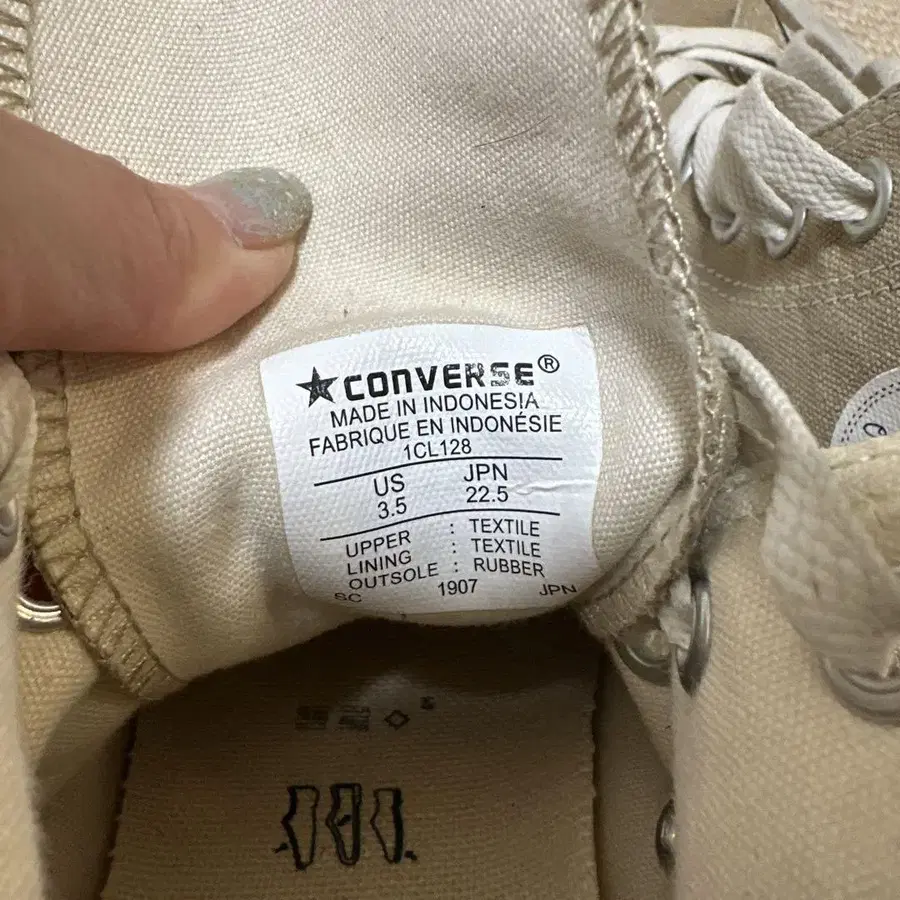 CONVERSE®
MADE IN INDONESIA
FABRIQUE EN INDONÉSIE
1CL128
US JPN
3.5 22.5
UPPER : TEXTILE
LINING : TEXTILE
OUTSOLE : RUBBER
SC 1907 JPN